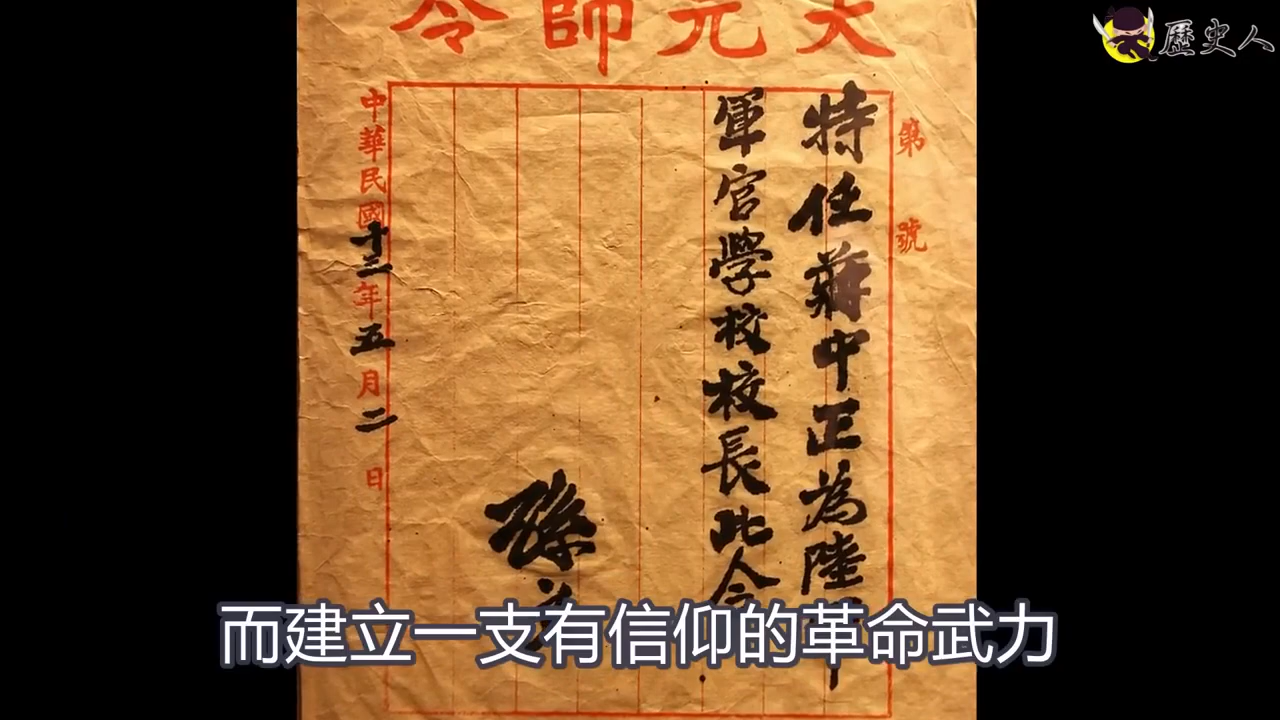 歷史人
大元帥令
第 號
特任蔣中正為陸軍
軍官學校校長此令
孫
中華民國十三年五月二日
而建立一支有信仰的革命武力